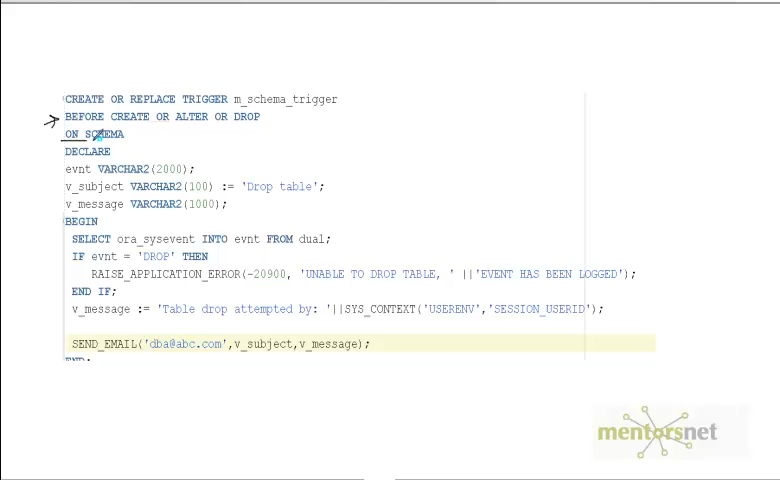 CREATE OR REPLACE TRIGGER m_schema_trigger
BEFORE CREATE OR ALTER OR DROP
ON SCHEMA
DECLARE
evnt VARCHAR2(2000);
v_subject VARCHAR2(100) := 'Drop table';
v_message VARCHAR2(1000);
BEGIN
SELECT ora_sysevent INTO evnt FROM dual;
IF evnt = 'DROP' THEN
RAISE_APPLICATION_ERROR(-20900, 'UNABLE TO DROP TABLE, ' ||'EVENT HAS BEEN LOGGED');
END IF;
v_message := 'Table drop attempted by: '||SYS_CONTEXT('USERENV','SESSION_USERID');
SEND_EMAIL('dba@abc.com',v_subject,v_message);
END;
mentorsnet